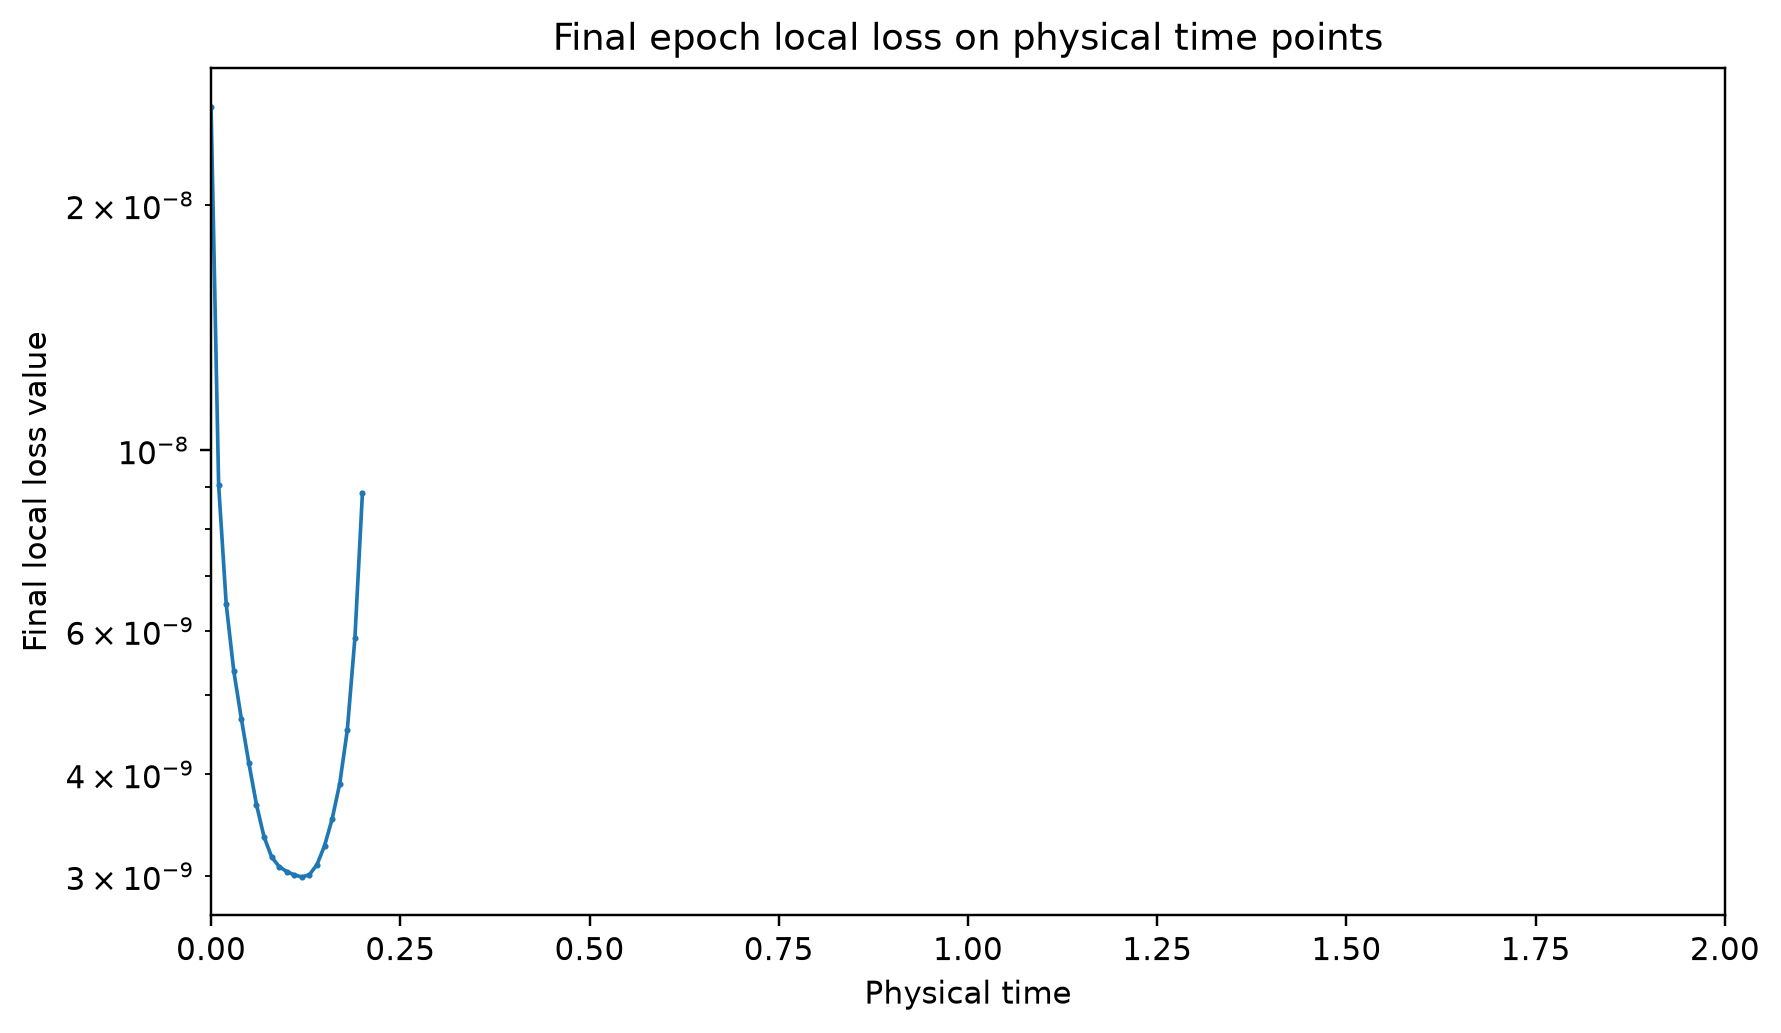 Final epoch local loss on physical time points
Final local loss value
2 × 10⁻⁸
10⁻⁸
6 × 10⁻⁹
4 × 10⁻⁹
3 × 10⁻⁹
0.00 0.25 0.50 0.75 1.00 1.25 1.50 1.75 2.00
Physical time